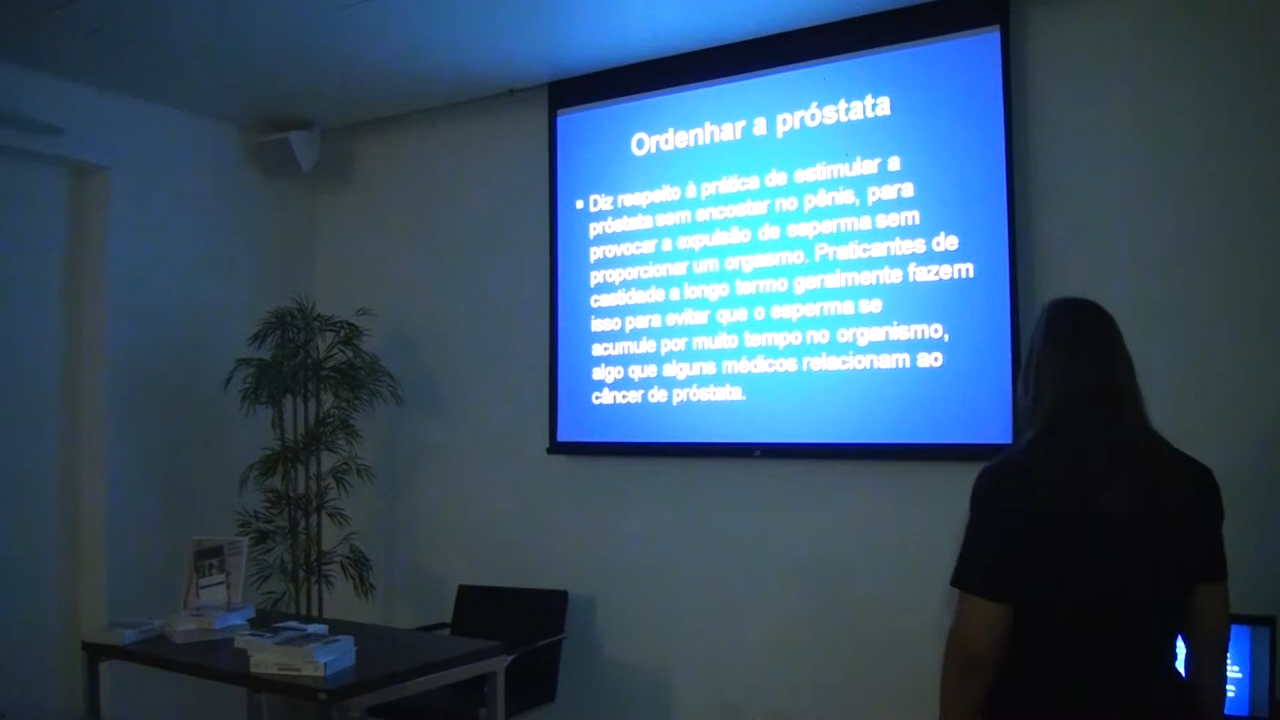 Ordenhar a próstata
▪ Diz respeito à prática de estimular a
próstata sem encostar no pênis, para
provocar a expulsão de esperma sem
proporcionar um orgasmo. Praticantes de
castidade a longo termo geralmente fazem
isso para evitar que o esperma se
acumule por muito tempo no organismo,
algo que alguns médicos relacionam ao
câncer de próstata.